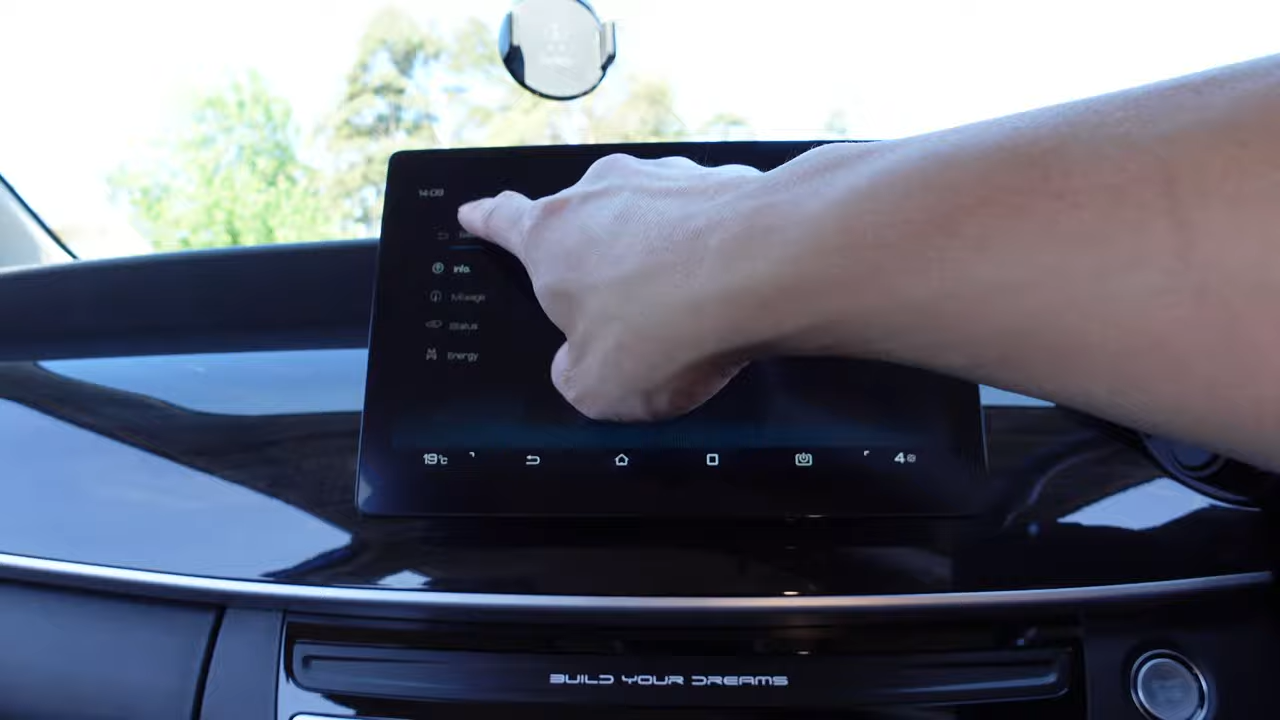 14:09
Info.
Mileage
Status
Energy
19°C
4
BUILD YOUR DREAMS